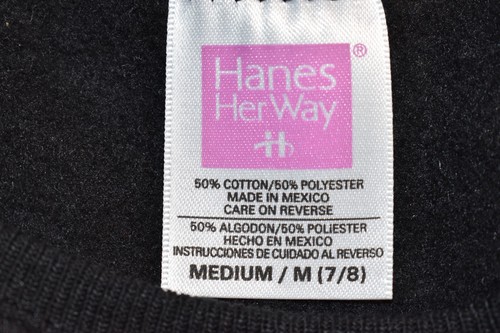 Hanes
Her Way
®
50% COTTON/50% POLYESTER
MADE IN MEXICO
CARE ON REVERSE
50% ALGODON/50% POLIESTER
HECHO EN MEXICO
INSTRUCCIONES DE CUIDADO AL REVERSO
MEDIUM / M (7/8)